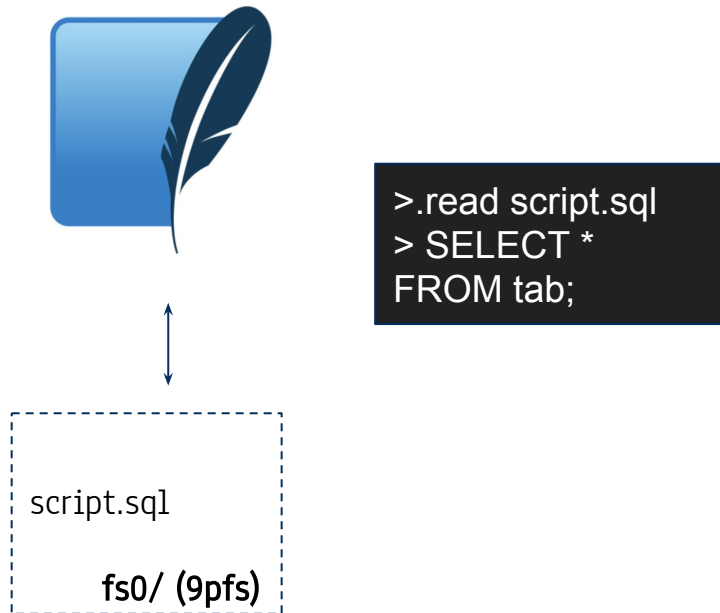 >.read script.sql
> SELECT *
FROM tab;
script.sql
fs0/ (9pfs)